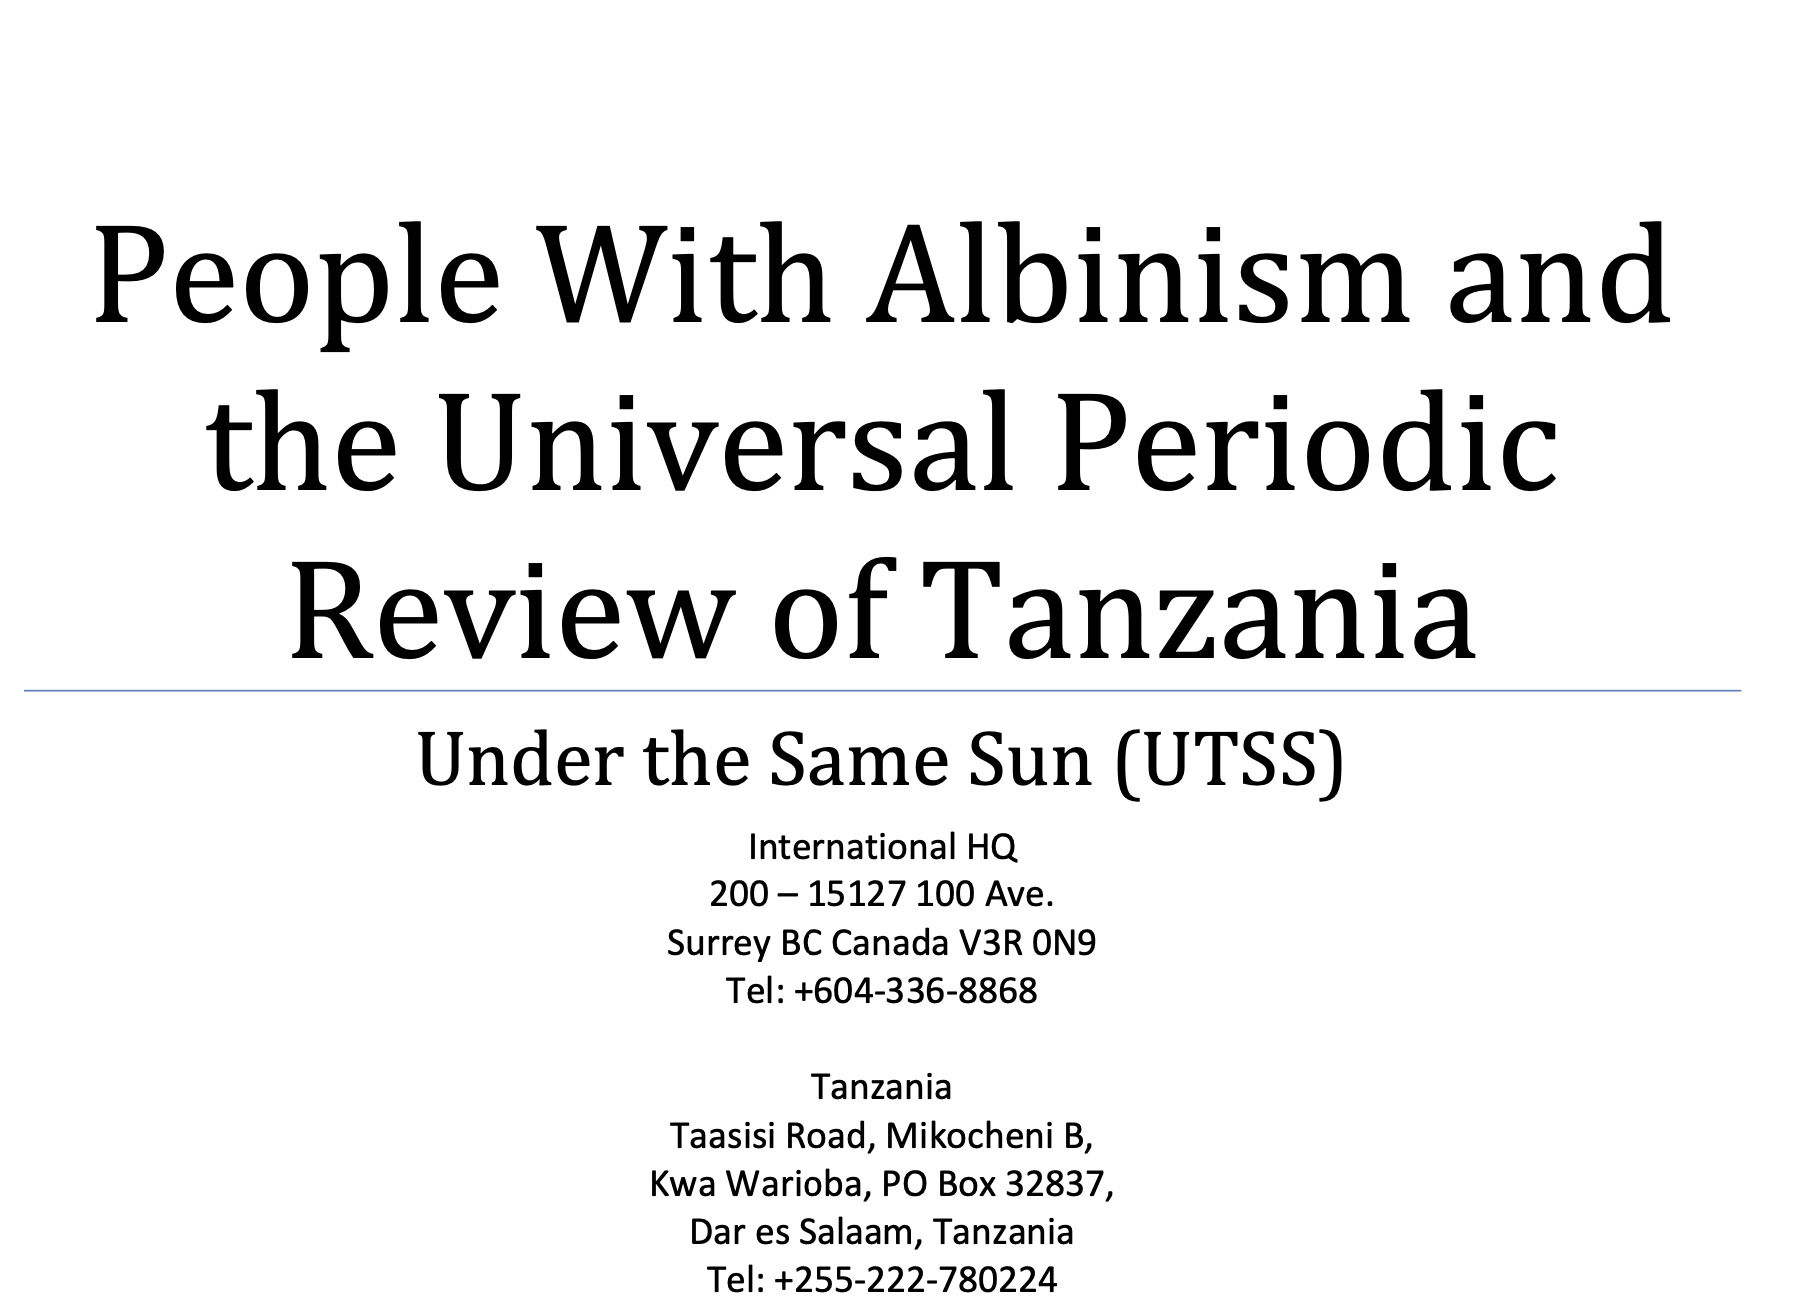 People With Albinism and
the Universal Periodic
Review of Tanzania
Under the Same Sun (UTSS)
International HQ
200 – 15127 100 Ave.
Surrey BC Canada V3R 0N9
Tel: +604-336-8868
Tanzania
Taasisi Road, Mikocheni B,
Kwa Warioba, PO Box 32837,
Dar es Salaam, Tanzania
Tel: +255-222-780224